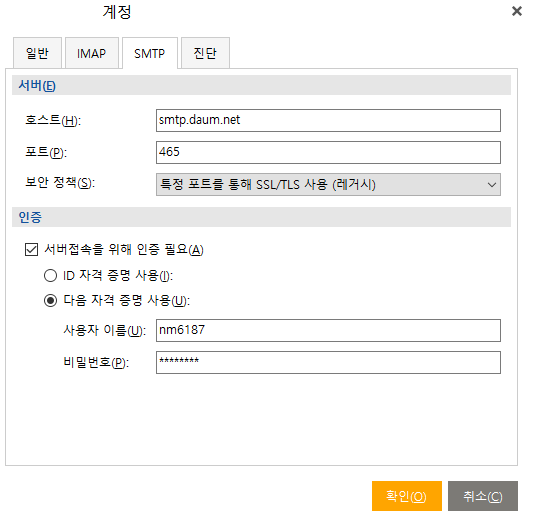 계정
일반 IMAP SMTP 진단
서버(E)
호스트(H): smtp.daum.net
포트(P): 465
보안 정책(S): 특정 포트를 통해 SSL/TLS 사용 (레거시)
인증
서버접속을 위해 인증 필요(A)
ID 자격 증명 사용(I):
다음 자격 증명 사용(U):
사용자 이름(U): nm6187
비밀번호(P): ********
확인(O) 취소(C)